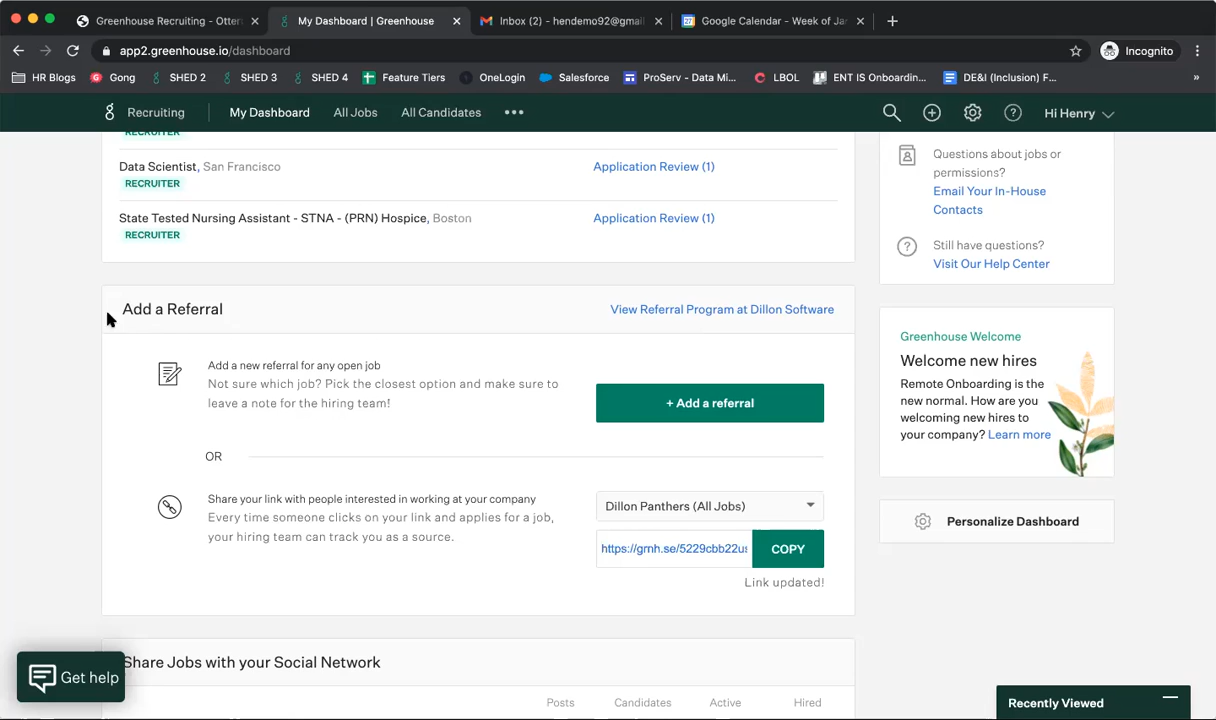 Greenhouse Recruiting - Otter
My Dashboard | Greenhouse
Inbox (2) - hendemo92@gmail
Google Calendar - Week of Jan
app2.greenhouse.io/dashboard
Incognito
HR Blogs
Gong
SHED 2
SHED 3
SHED 4
Feature Tiers
OneLogin
Salesforce
ProServ - Data Mi...
LBOL
ENT IS Onboardin...
DE&I (Inclusion) F...
»
Recruiting
My Dashboard
All Jobs
All Candidates
•••
Hi Henry
RECRUITER
Data Scientist, San Francisco
Application Review (1)
RECRUITER
State Tested Nursing Assistant - STNA - (PRN) Hospice, Boston
Application Review (1)
RECRUITER
Add a Referral
View Referral Program at Dillon Software
Add a new referral for any open job
Not sure which job? Pick the closest option and make sure to
leave a note for the hiring team!
+ Add a referral
OR
Share your link with people interested in working at your company
Every time someone clicks on your link and applies for a job,
your hiring team can track you as a source.
Dillon Panthers (All Jobs)
https://grnh.se/5229cbb22us
COPY
Link updated!
Share Jobs with your Social Network
Posts
Candidates
Active
Hired
Questions about jobs or
permissions?
Email Your In-House
Contacts
Still have questions?
Visit Our Help Center
Greenhouse Welcome
Welcome new hires
Remote Onboarding is the
new normal. How are you
welcoming new hires to
your company? Learn more
Personalize Dashboard
Get help
Recently Viewed